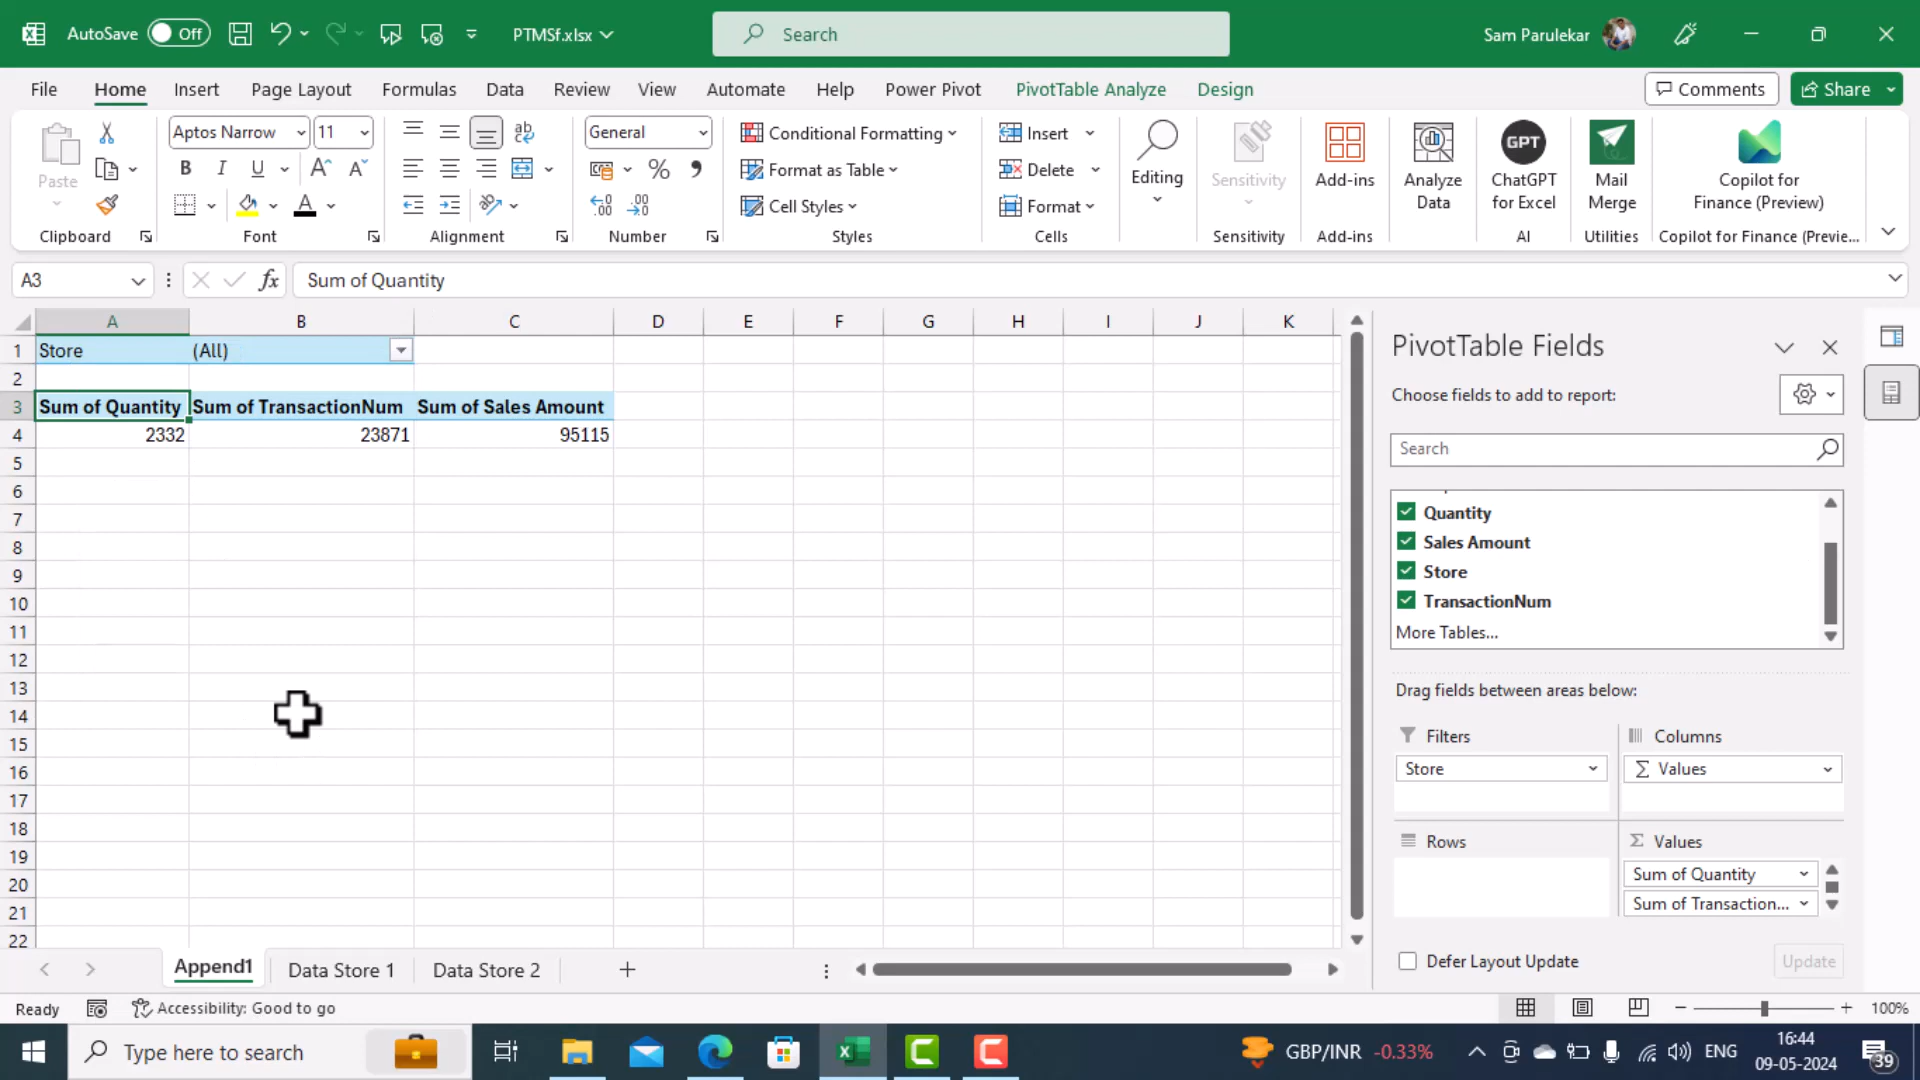 AutoSave Off PTMSf.xlsx Search Sam Parulekar
File Home Insert Page Layout Formulas Data Review View Automate Help Power Pivot PivotTable Analyze Design Comments Share
Paste
Clipboard
Aptos Narrow 11
B I U A A
A
Font
ab
Alignment
General
% ,
.00
.00
Number
Conditional Formatting
Format as Table
Cell Styles
Styles
Insert
Delete
Format
Cells
Editing
Sensitivity
Sensitivity
Add-ins
Add-ins
Analyze
Data
GPT
ChatGPT
for Excel
AI
Mail
Merge
Utilities
Copilot for
Finance (Preview)
Copilot for Finance (Previe...
A3 fx Sum of Quantity
A B C D E F G H I J K
1 Store (All)
2
3 Sum of Quantity Sum of TransactionNum Sum of Sales Amount
4 2332 23871 95115
5
6
7
8
9
10
11
12
13
14
15
16
17
18
19
20
21
22
PivotTable Fields
Choose fields to add to report:
Search
Quantity
Sales Amount
Store
TransactionNum
More Tables...
Drag fields between areas below:
Filters
Store
Columns
Σ Values
Rows
Σ Values
Sum of Quantity
Sum of Transaction...
Defer Layout Update Update
Append1 Data Store 1 Data Store 2 +
Ready Accessibility: Good to go 100%
Type here to search GBP/INR -0.33% ENG
16:44
09-05-2024
39